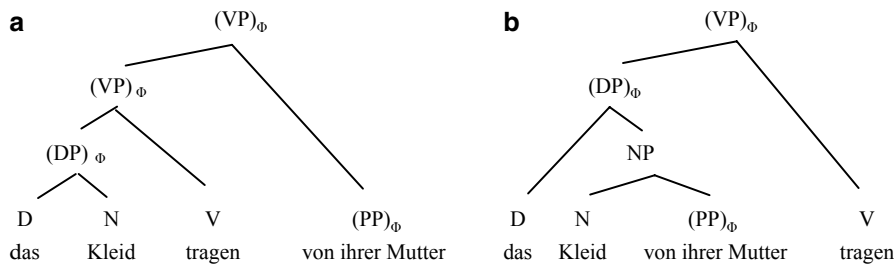 a (VP)Φ b (VP)Φ
(VP) Φ (DP)Φ
(DP) Φ NP
D N V (PP)Φ D N (PP)Φ V
das Kleid tragen von ihrer Mutter das Kleid von ihrer Mutter tragen